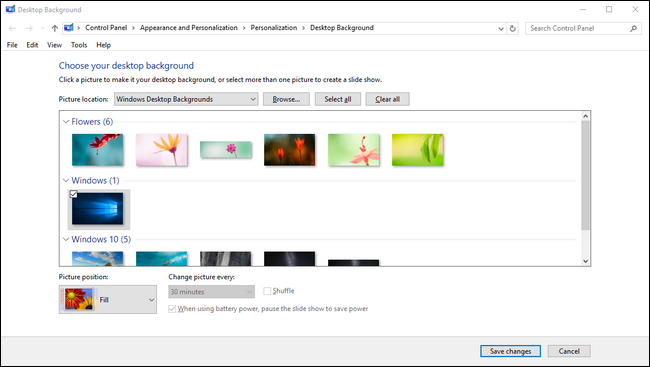 Desktop Background
Control Panel > Appearance and Personalization > Personalization > Desktop Background
Search Control Panel
File Edit View Tools Help
Choose your desktop background
Click a picture to make it your desktop background, or select more than one picture to create a slide show.
Picture location: Windows Desktop Backgrounds Browse... Select all Clear all
Flowers (6)
Windows (1)
Windows 10 (5)
Picture position: Change picture every:
Fill 30 minutes Shuffle
When using battery power, pause the slide show to save power
Save changes Cancel